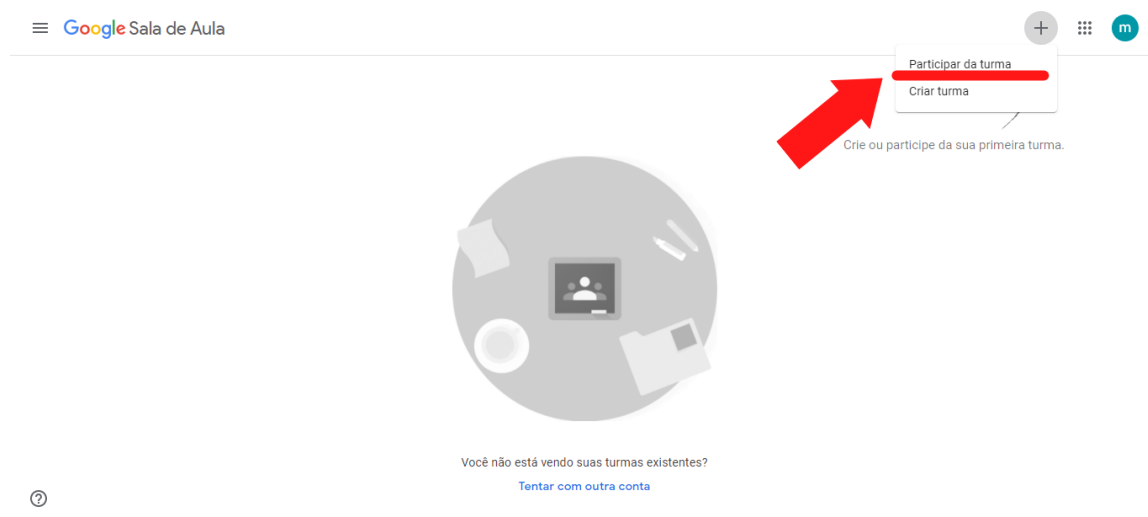 Google Sala de Aula
m
Participar da turma
Criar turma
Crie ou participe da sua primeira turma.
Você não está vendo suas turmas existentes?
Tentar com outra conta